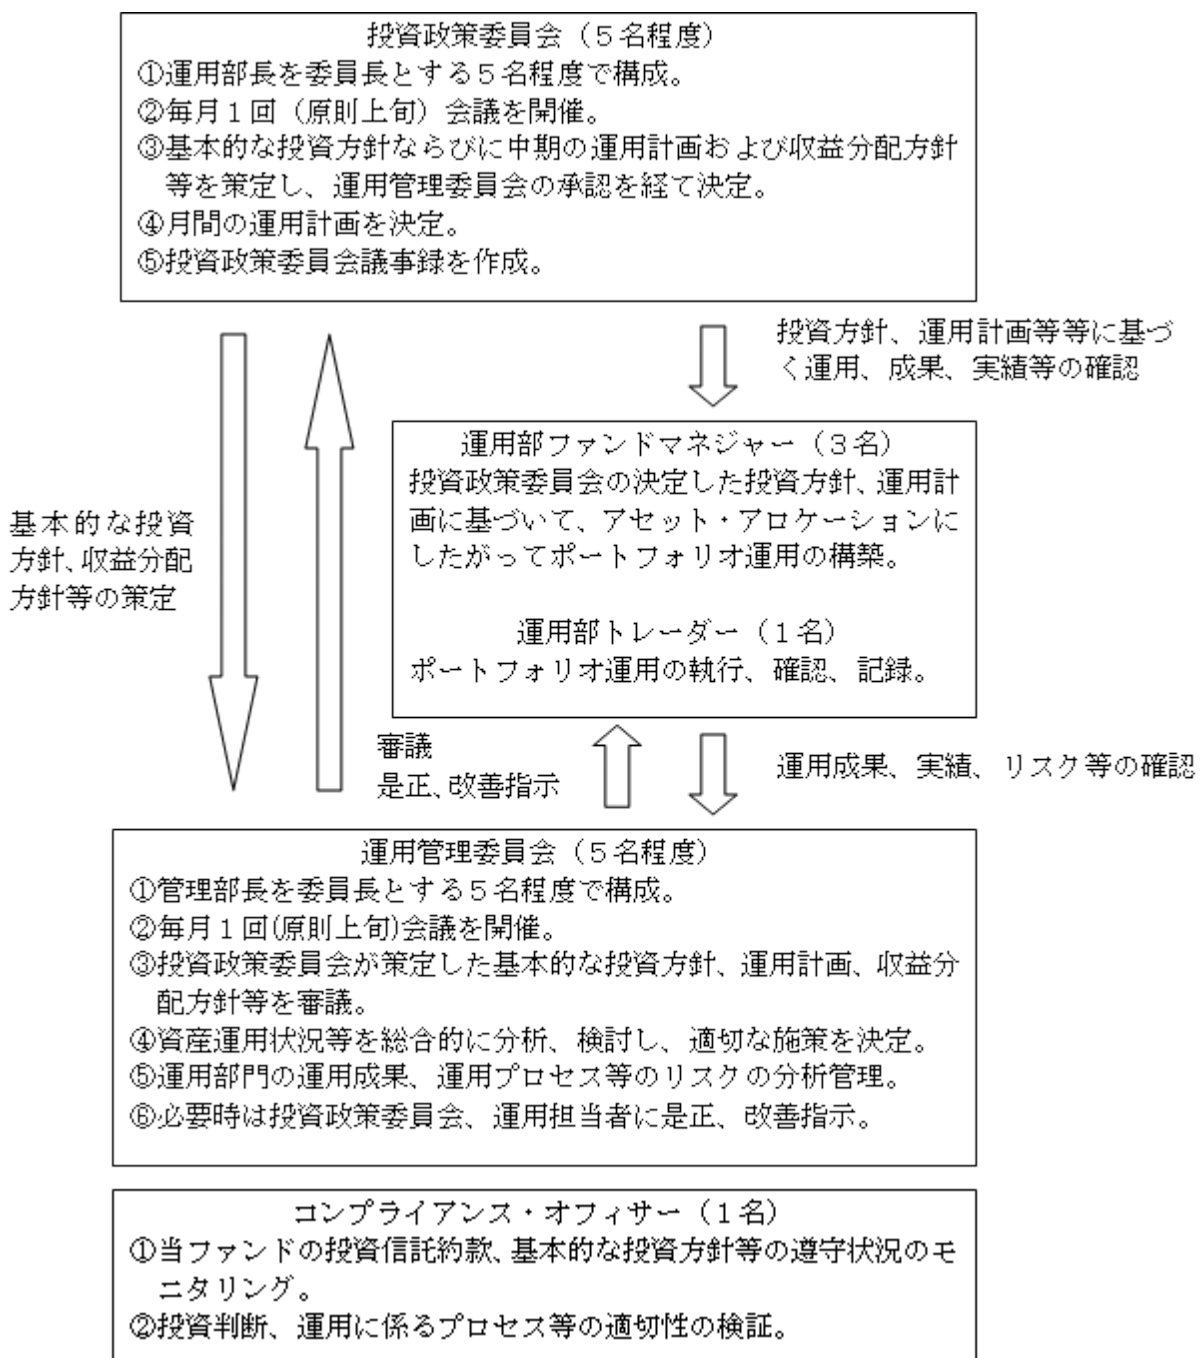 投資政策委員会（５名程度）
①運用部長を委員長とする５名程度で構成。
②毎月１回（原則上旬）会議を開催。
③基本的な投資方針ならびに中期の運用計画および収益分配方針
等を策定し、運用管理委員会の承認を経て決定。
④月間の運用計画を決定。
⑤投資政策委員会議事録を作成。
投資方針、運用計画等等に基づ
く運用、成果、実績等の確認
運用部ファンドマネジャー（３名）
投資政策委員会の決定した投資方針、運用計
画に基づいて、アセット・アロケーションに
したがってポートフォリオ運用の構築。
運用部トレーダー（１名）
ポートフォリオ運用の執行、確認、記録。
基本的な投資
方針、収益分配
方針等の策定
審議
是正、改善指示
運用成果、実績、リスク等の確認
運用管理委員会（５名程度）
①管理部長を委員長とする５名程度で構成。
②毎月１回(原則上旬)会議を開催。
③投資政策委員会が策定した基本的な投資方針、運用計画、収益分
配方針等を審議。
④資産運用状況等を総合的に分析、検討し、適切な施策を決定。
⑤運用部門の運用成果、運用プロセス等のリスクの分析管理。
⑥必要時は投資政策委員会、運用担当者に是正、改善指示。
コンプライアンス・オフィサー（１名）
①当ファンドの投資信託約款、基本的な投資方針等の遵守状況のモ
ニタリング。
②投資判断、運用に係るプロセス等の適切性の検証。